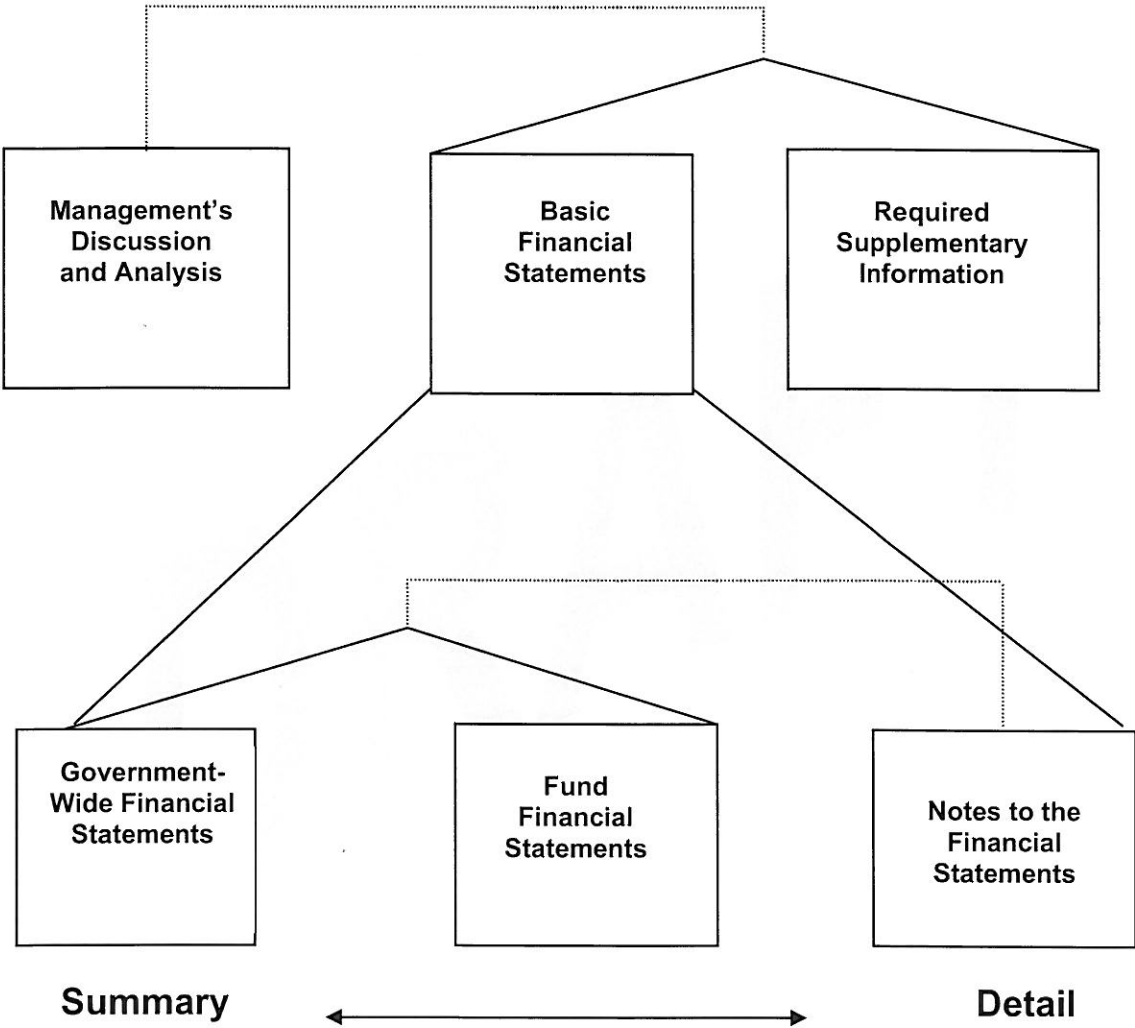 Management's
Discussion
and Analysis
Basic
Financial
Statements
Required
Supplementary
Information
Government-
Wide Financial
Statements
Fund
Financial
Statements
Notes to the
Financial
Statements
Summary
Detail